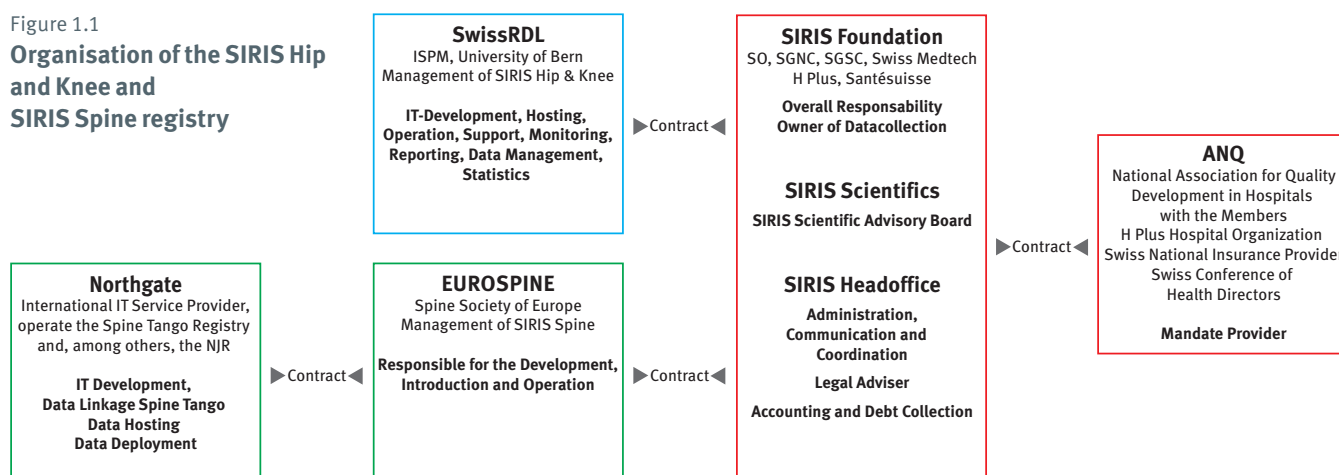 Figure 1.1
Organisation of the SIRIS Hip
and Knee and
SIRIS Spine registry
SwissRDL
ISPM, University of Bern
Management of SIRIS Hip & Knee
IT-Development, Hosting,
Operation, Support, Monitoring,
Reporting, Data Management,
Statistics
Contract
SIRIS Foundation
SO, SGNC, SGSC, Swiss Medtech
H Plus, Santésuisse
Overall Responsability
Owner of Datacollection
SIRIS Scientifics
SIRIS Scientific Advisory Board
SIRIS Headoffice
Administration,
Communication and
Coordination
Legal Adviser
Accounting and Debt Collection
Contract
ANQ
National Association for Quality
Development in Hospitals
with the Members
H Plus Hospital Organization
Swiss National Insurance Provider
Swiss Conference of
Health Directors
Mandate Provider
Northgate
International IT Service Provider,
operate the Spine Tango Registry
and, among others, the NJR
IT Development,
Data Linkage Spine Tango
Data Hosting
Data Deployment
Contract
EUROSPINE
Spine Society of Europe
Management of SIRIS Spine
Responsible for the Development,
Introduction and Operation
Contract